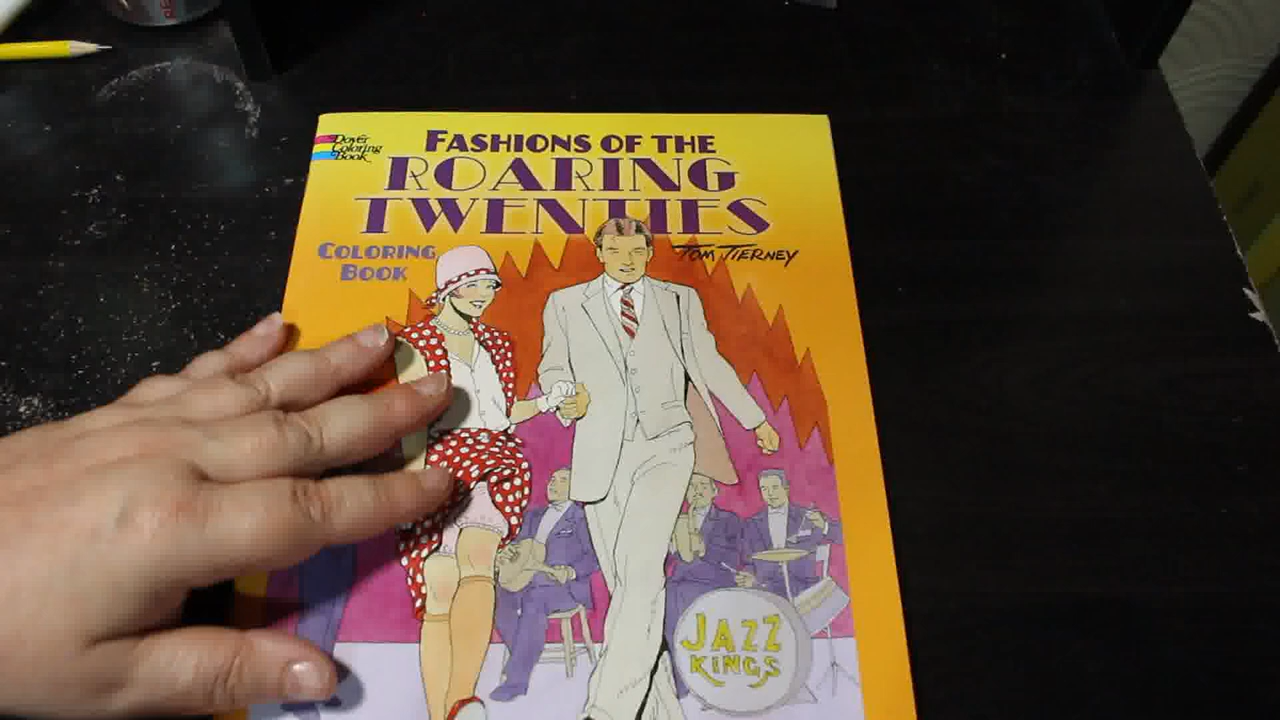 Dover
Coloring
Book
FASHIONS OF THE
ROARING
TWENTIES
COLORING
BOOK
TOM TIERNEY
JAZZ
KINGS